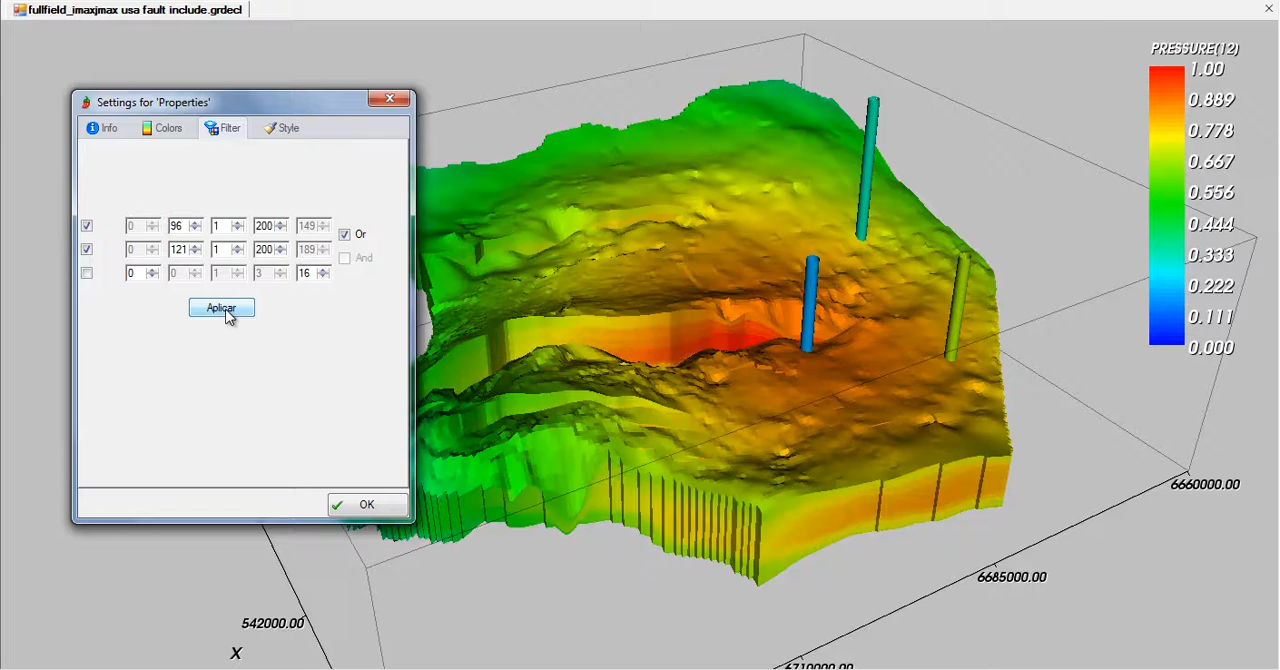 fullfield_imaxjmax usa fault include.grdecl
Settings for 'Properties'
Info Colors Filter Style
0 96 1 200 149 Or
0 121 1 200 189 And
0 0 1 3 16
Aplicar
OK
PRESSURE(12)
1.00
0.889
0.778
0.667
0.556
0.444
0.333
0.222
0.111
0.000
6660000.00
6685000.00
6710000.00
542000.00
X